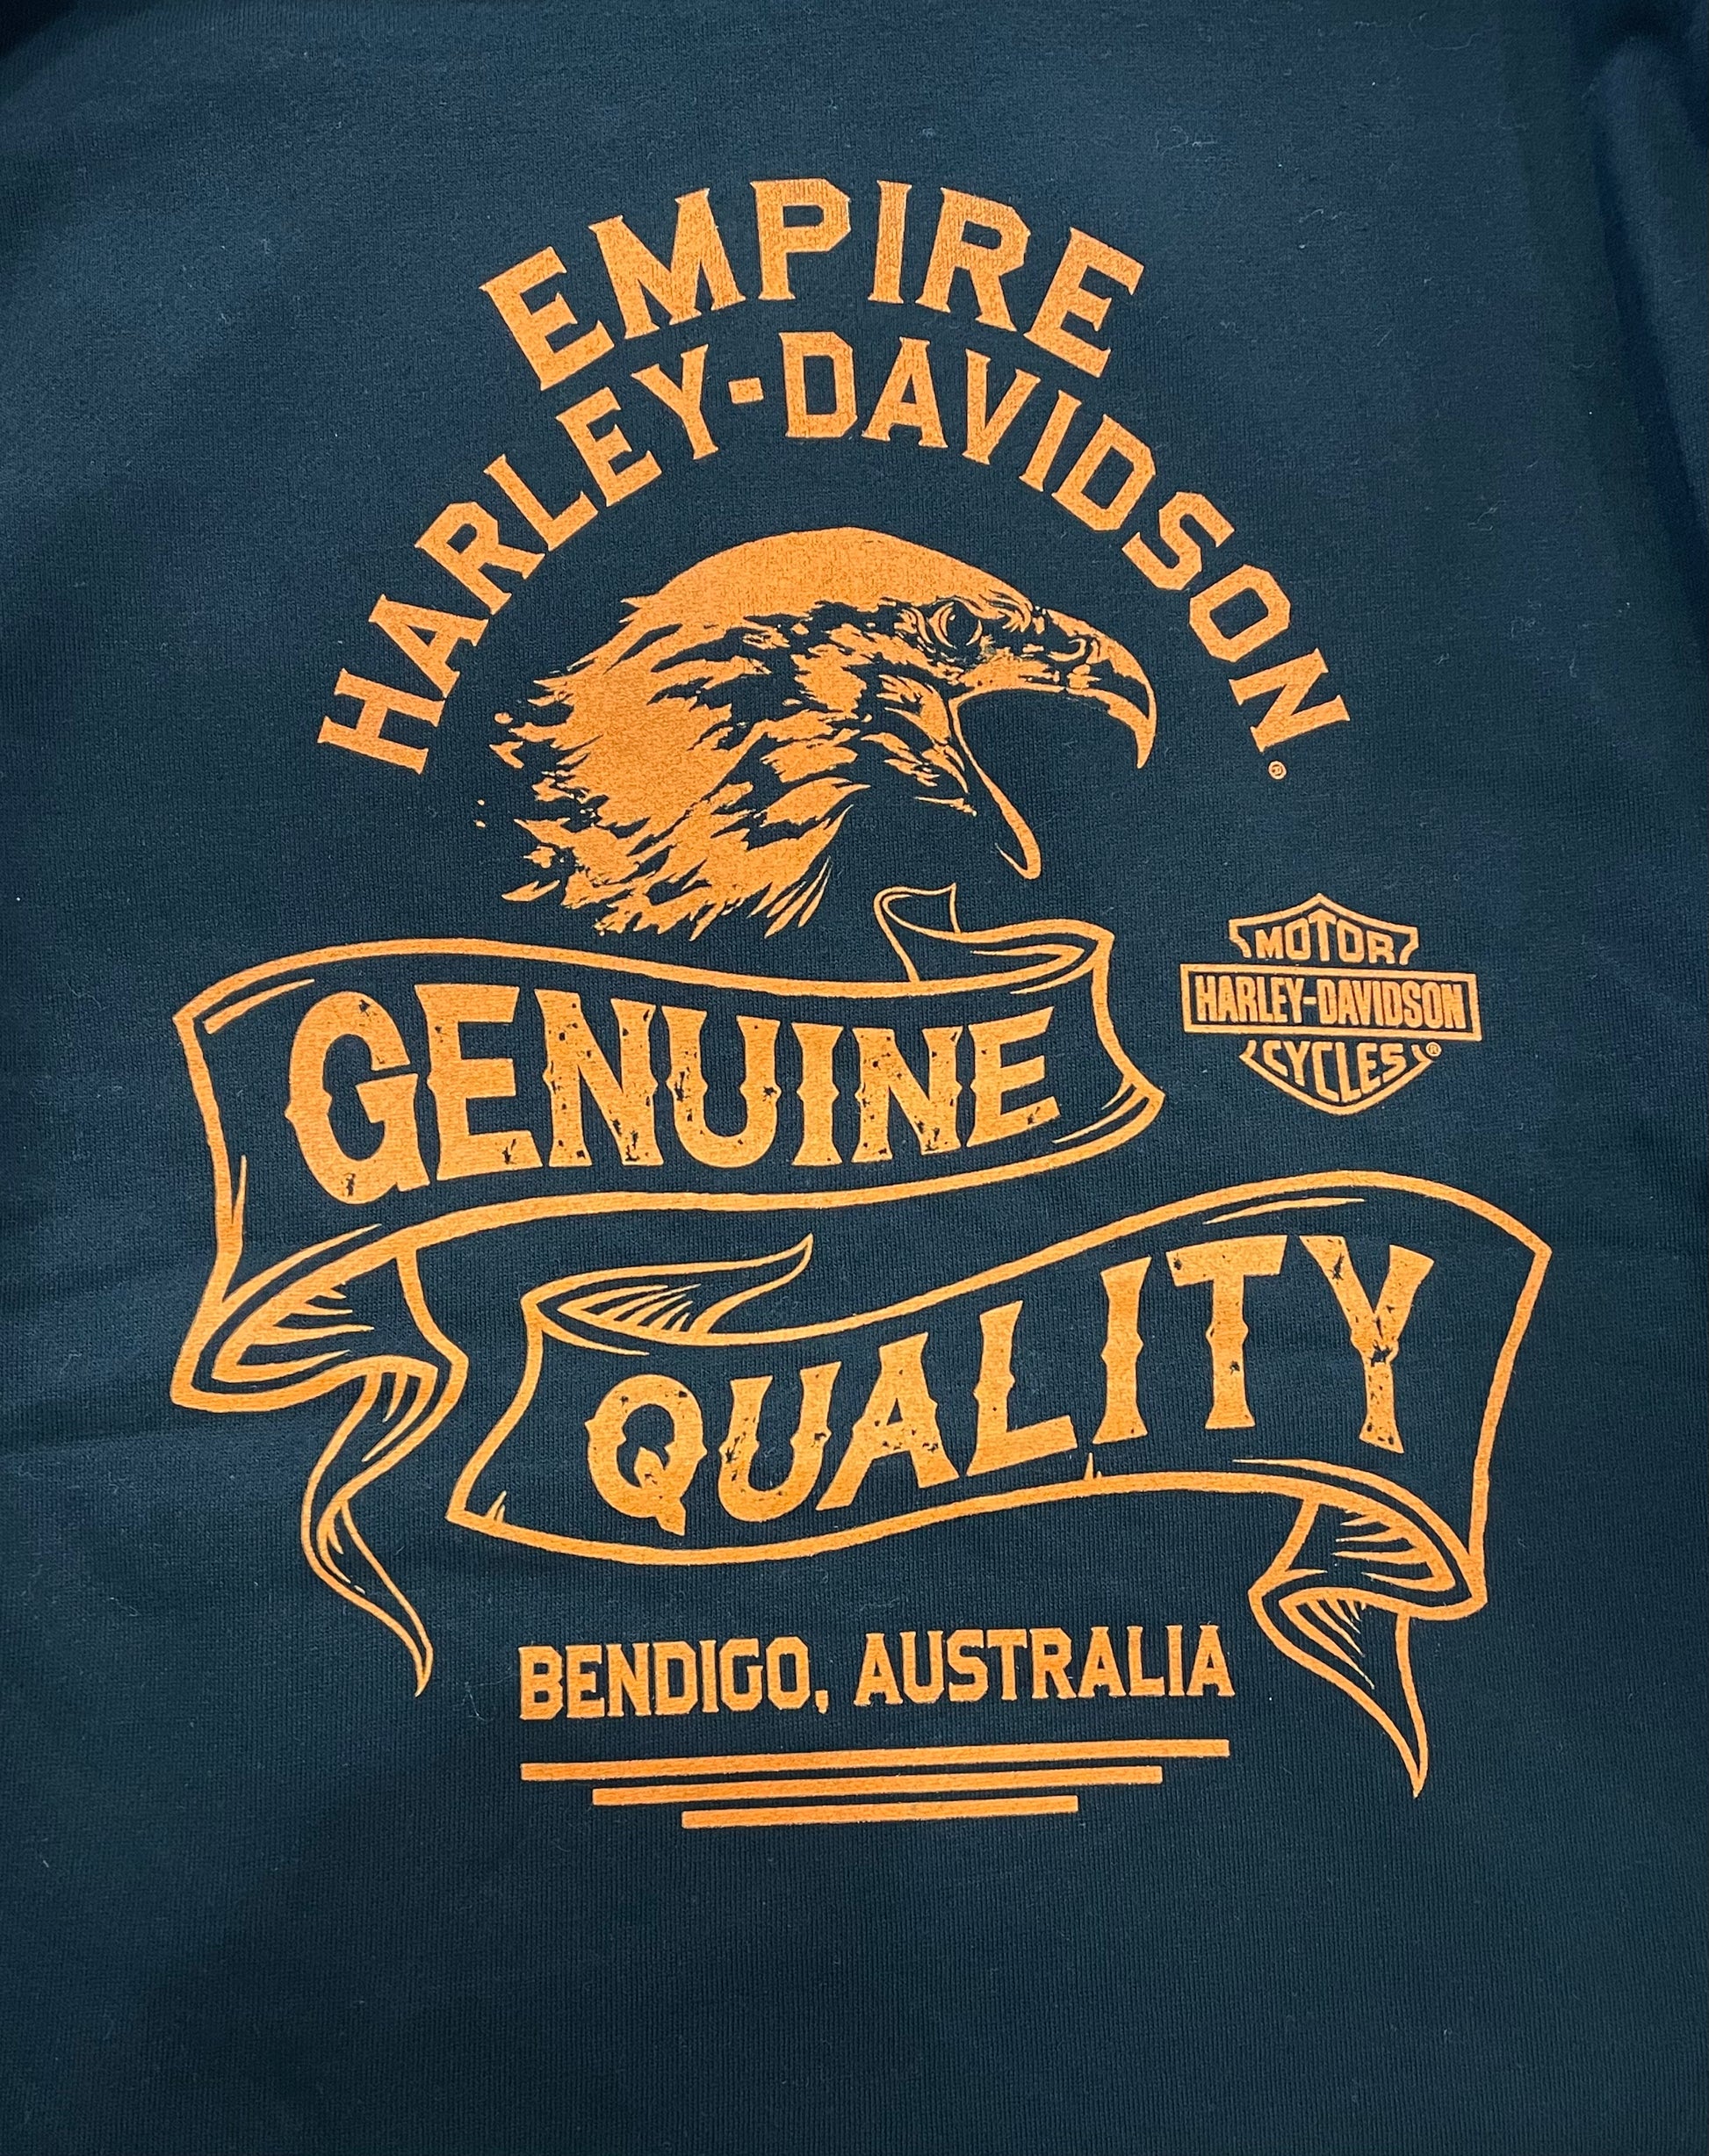 EMPIRE
HARLEY-DAVIDSON
®
MOTOR
HARLEY-DAVIDSON
CYCLES®
GENUINE
QUALITY
BENDIGO, AUSTRALIA